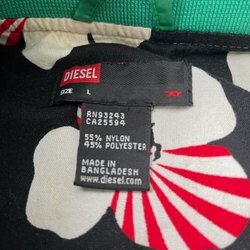 DIESEL
SIZE L
RN93243
CA25594
55% NYLON
45% POLYESTER
MADE IN
BANGLADESH
www.diesel.com